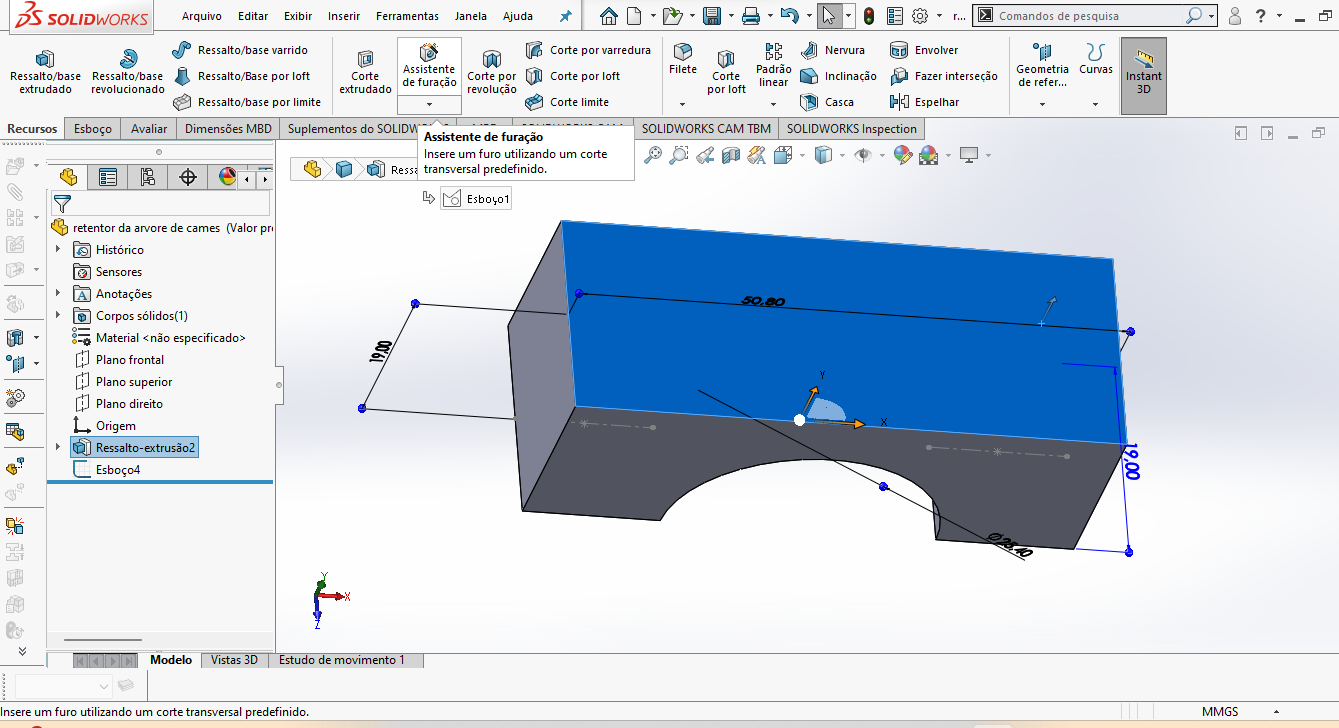 SOLIDWORKS
Arquivo
Editar
Exibir
Inserir
Ferramentas
Janela
Ajuda
r...
Comandos de pesquisa
Ressalto/base
extrudado
Ressalto/base
revolucionado
Ressalto/base varrido
Ressalto/Base por loft
Ressalto/base por limite
Corte
extrudado
Assistente
de furação
Corte por
revolução
Corte por varredura
Corte por loft
Corte limite
Filete
Corte
por loft
Padrão
linear
Nervura
Inclinação
Casca
Envolver
Fazer interseção
Espelhar
Geometria
de refer...
Curvas
Instant
3D
Recursos
Esboço
Avaliar
Dimensões MBD
Suplementos do SOLIDW
SOLIDWORKS CAM TBM
SOLIDWORKS Inspection
Assistente de furação
Insere um furo utilizando um corte
transversal predefinido.
Ressa
Esboço1
retentor da arvore de cames (Valor pr
Histórico
Sensores
Anotações
Corpos sólidos(1)
Material <não especificado>
Plano frontal
Plano superior
Plano direito
Origem
Ressalto-extrusão2
Esboço4
50,80
19,00
Y
X
19,00
Ø25,40
Y
X
Z
Modelo
Vistas 3D
Estudo de movimento 1
Insere um furo utilizando um corte transversal predefinido.
MMGS